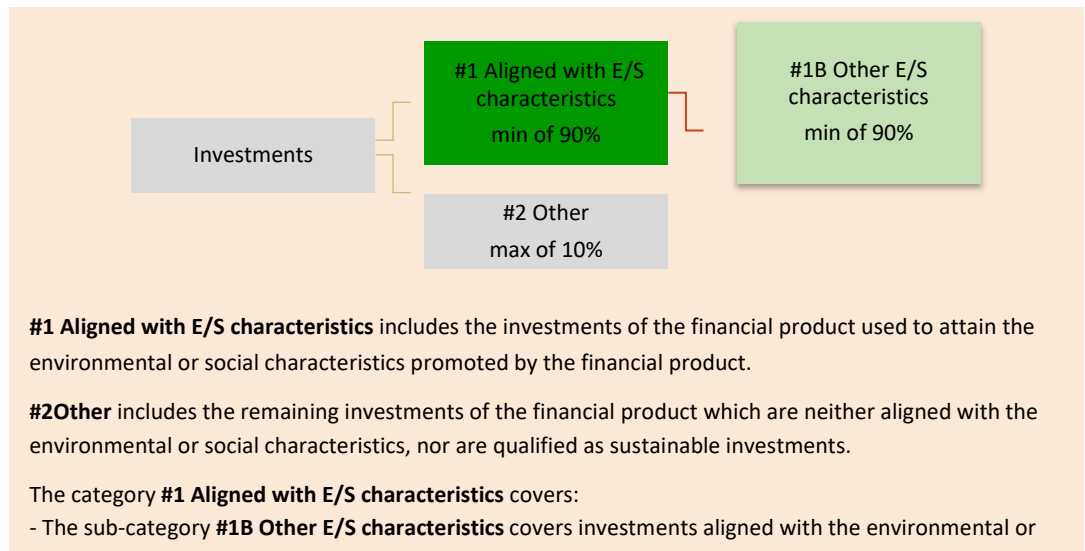 #1 Aligned with E/S
characteristics
min of 90%
#1B Other E/S
characteristics
min of 90%
Investments
#2 Other
max of 10%
#1 Aligned with E/S characteristics includes the investments of the financial product used to attain the
environmental or social characteristics promoted by the financial product.
#2Other includes the remaining investments of the financial product which are neither aligned with the
environmental or social characteristics, nor are qualified as sustainable investments.
The category #1 Aligned with E/S characteristics covers:
- The sub-category #1B Other E/S characteristics covers investments aligned with the environmental or